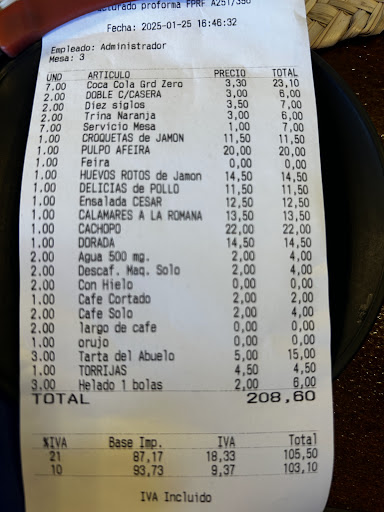 Facturado proforma FPRF A251/390
Fecha: 2025-01-25 16:46:32
Empleado: Administrador
Mesa: 3
UND ARTICULO PRECIO TOTAL
7.00 Coca Cola Grd Zero 3,30 23,10
2.00 DOBLE C/CASERA 3,00 6,00
2.00 Diez siglos 3,50 7,00
2.00 Trina Naranja 3,00 6,00
7.00 Servicio Mesa 1,00 7,00
1.00 CROQUETAS de JAMON 11,50 11,50
1.00 PULPO AFEIRA 20,00 20,00
1.00 Feira 0,00 0,00
1.00 HUEVOS ROTOS de Jamon 14,50 14,50
1.00 DELICIAS de POLLO 11,50 11,50
1.00 Ensalada CESAR 12,50 12,50
1.00 CALAMARES A LA ROMANA 13,50 13,50
1.00 CACHOPO 22,00 22,00
1.00 DORADA 14,50 14,50
2.00 Agua 500 mg. 2,00 4,00
2.00 Descaf. Maq. Solo 2,00 4,00
2.00 Con Hielo 0,00 0,00
1.00 Cafe Cortado 2,00 2,00
2.00 Cafe Solo 2,00 4,00
2.00 largo de cafe 0,00 0,00
1.00 orujo 0,00 0,00
3.00 Tarta del Abuelo 5,00 15,00
1.00 TORRIJAS 4,50 4,50
3.00 Helado 1 bolas 2,00 6,00
TOTAL 208,60
%IVA Base Imp. IVA Total
21 87,17 18,33 105,50
10 93,73 9,37 103,10
IVA Incluido